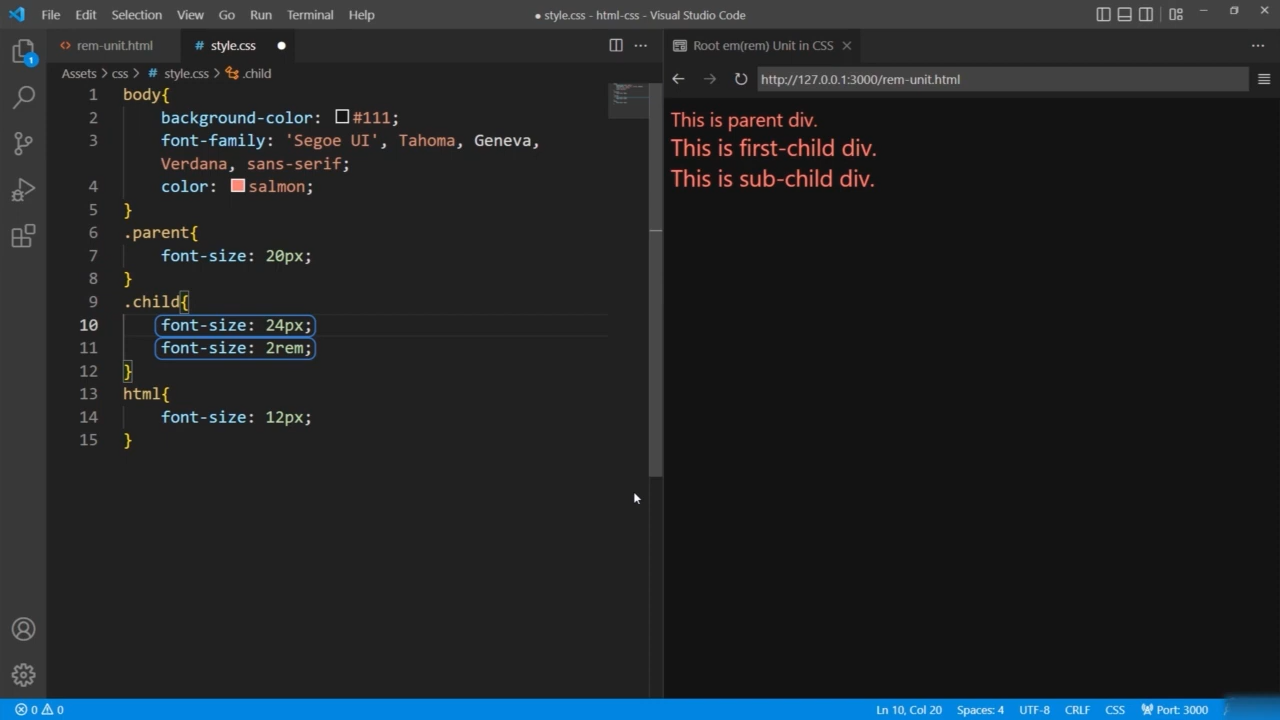 File Edit Selection View Go Run Terminal Help
● style.css - html-css - Visual Studio Code
rem-unit.html
# style.css
Assets > css > # style.css > .child
1 body{
2 background-color: #111;
3 font-family: 'Segoe UI', Tahoma, Geneva,
Verdana, sans-serif;
4 color: salmon;
5 }
6 .parent{
7 font-size: 20px;
8 }
9 .child{
10 font-size: 24px;
11 font-size: 2rem;
12 }
13 html{
14 font-size: 12px;
15 }
1
Root em(rem) Unit in CSS
http://127.0.0.1:3000/rem-unit.html
This is parent div.
This is first-child div.
This is sub-child div.
0 0
Ln 10, Col 20 Spaces: 4 UTF-8 CRLF CSS Port: 3000